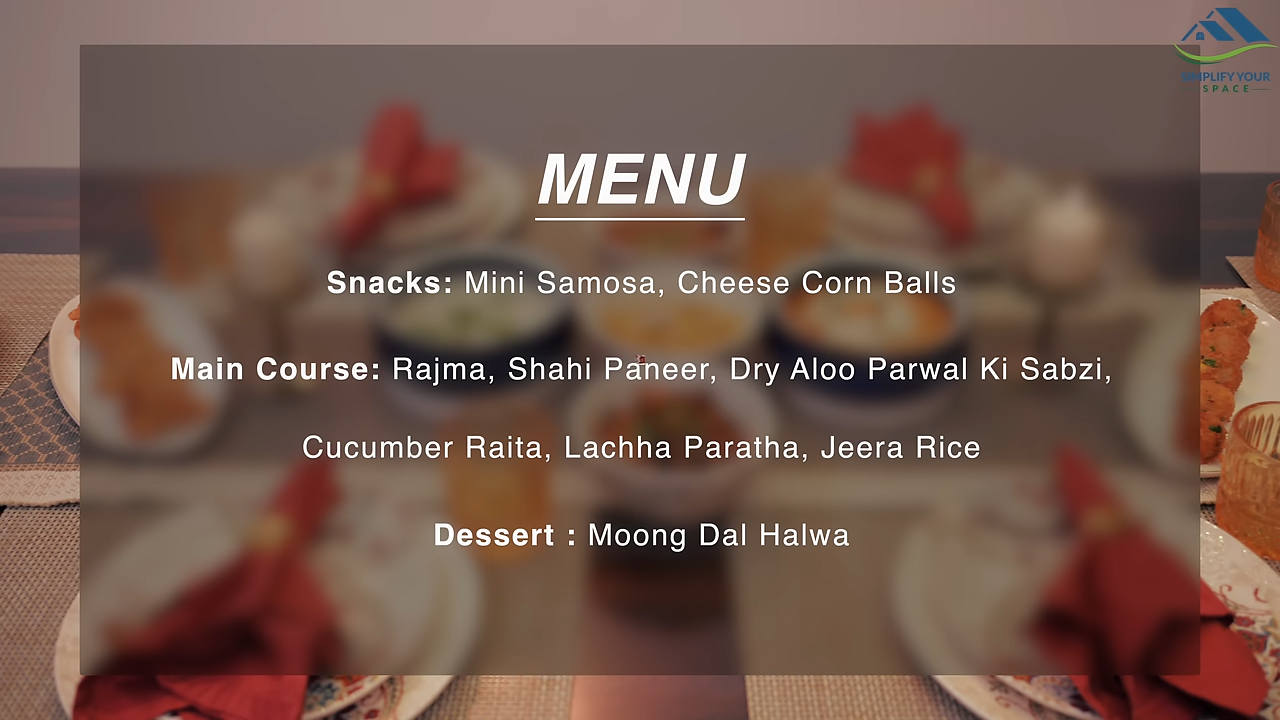 SIMPLIFY YOUR
SPACE
MENU
Snacks: Mini Samosa, Cheese Corn Balls
Main Course: Rajma, Shahi Paneer, Dry Aloo Parwal Ki Sabzi,
Cucumber Raita, Lachha Paratha, Jeera Rice
Dessert : Moong Dal Halwa